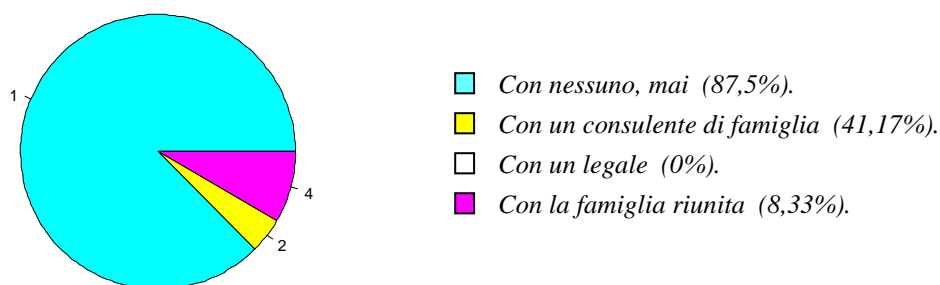 1
4
2
Con nessuno, mai (87,5%).
Con un consulente di famiglia (41,17%).
Con un legale (0%).
Con la famiglia riunita (8,33%).